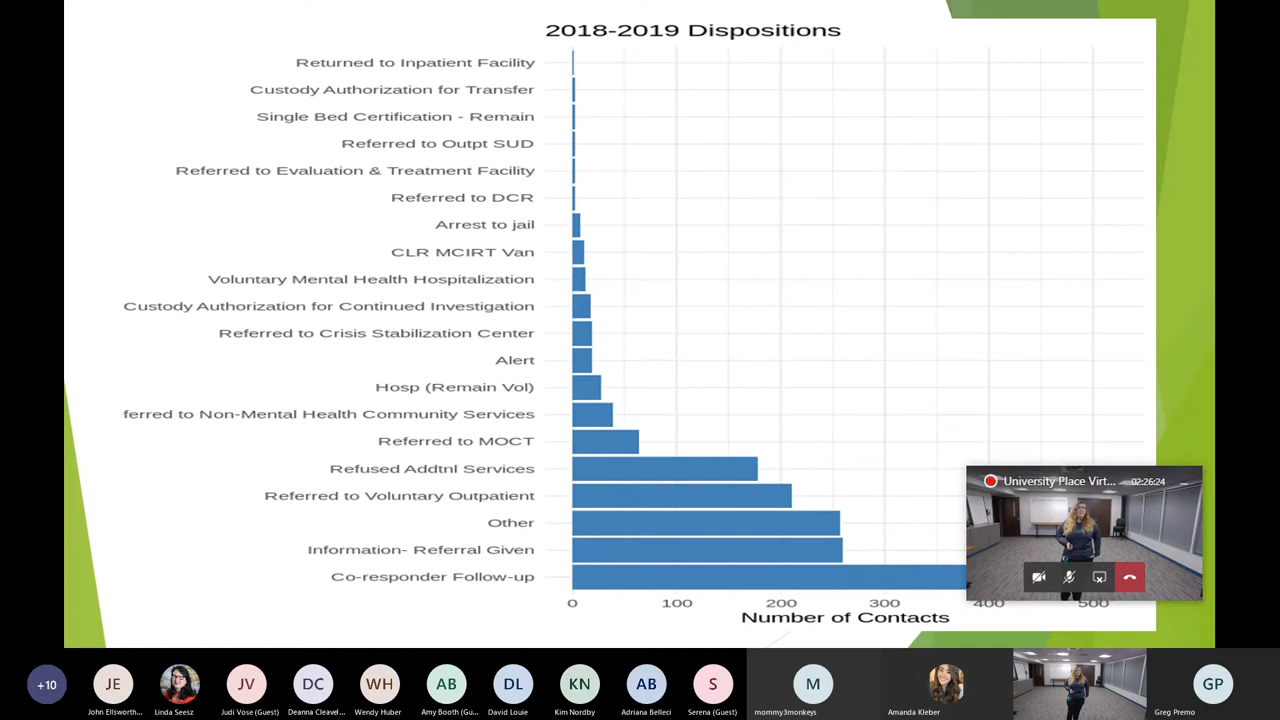 2018-2019 Dispositions
Returned to Inpatient Facility
Custody Authorization for Transfer
Single Bed Certification - Remain
Referred to Outpt SUD
Referred to Evaluation & Treatment Facility
Referred to DCR
Arrest to jail
CLR MCIRT Van
Voluntary Mental Health Hospitalization
Custody Authorization for Continued Investigation
Referred to Crisis Stabilization Center
Alert
Hosp (Remain Vol)
ferred to Non-Mental Health Community Services
Referred to MOCT
Refused Addtnl Services
Referred to Voluntary Outpatient
Other
Information- Referral Given
Co-responder Follow-up
0 100 200 300 400 500
Number of Contacts
University Place Virt... 02:26:24
+10 JE JV DC WH AB DL KN AB S M GP
John Ellsworth... Linda Seesz Judi Vose (Guest) Deanna Cleavel... Wendy Huber Amy Booth (Gu... David Louie Kim Nordby Adriana Belleci Serena (Guest) mommy3monkeys Amanda Kleber Greg Premo